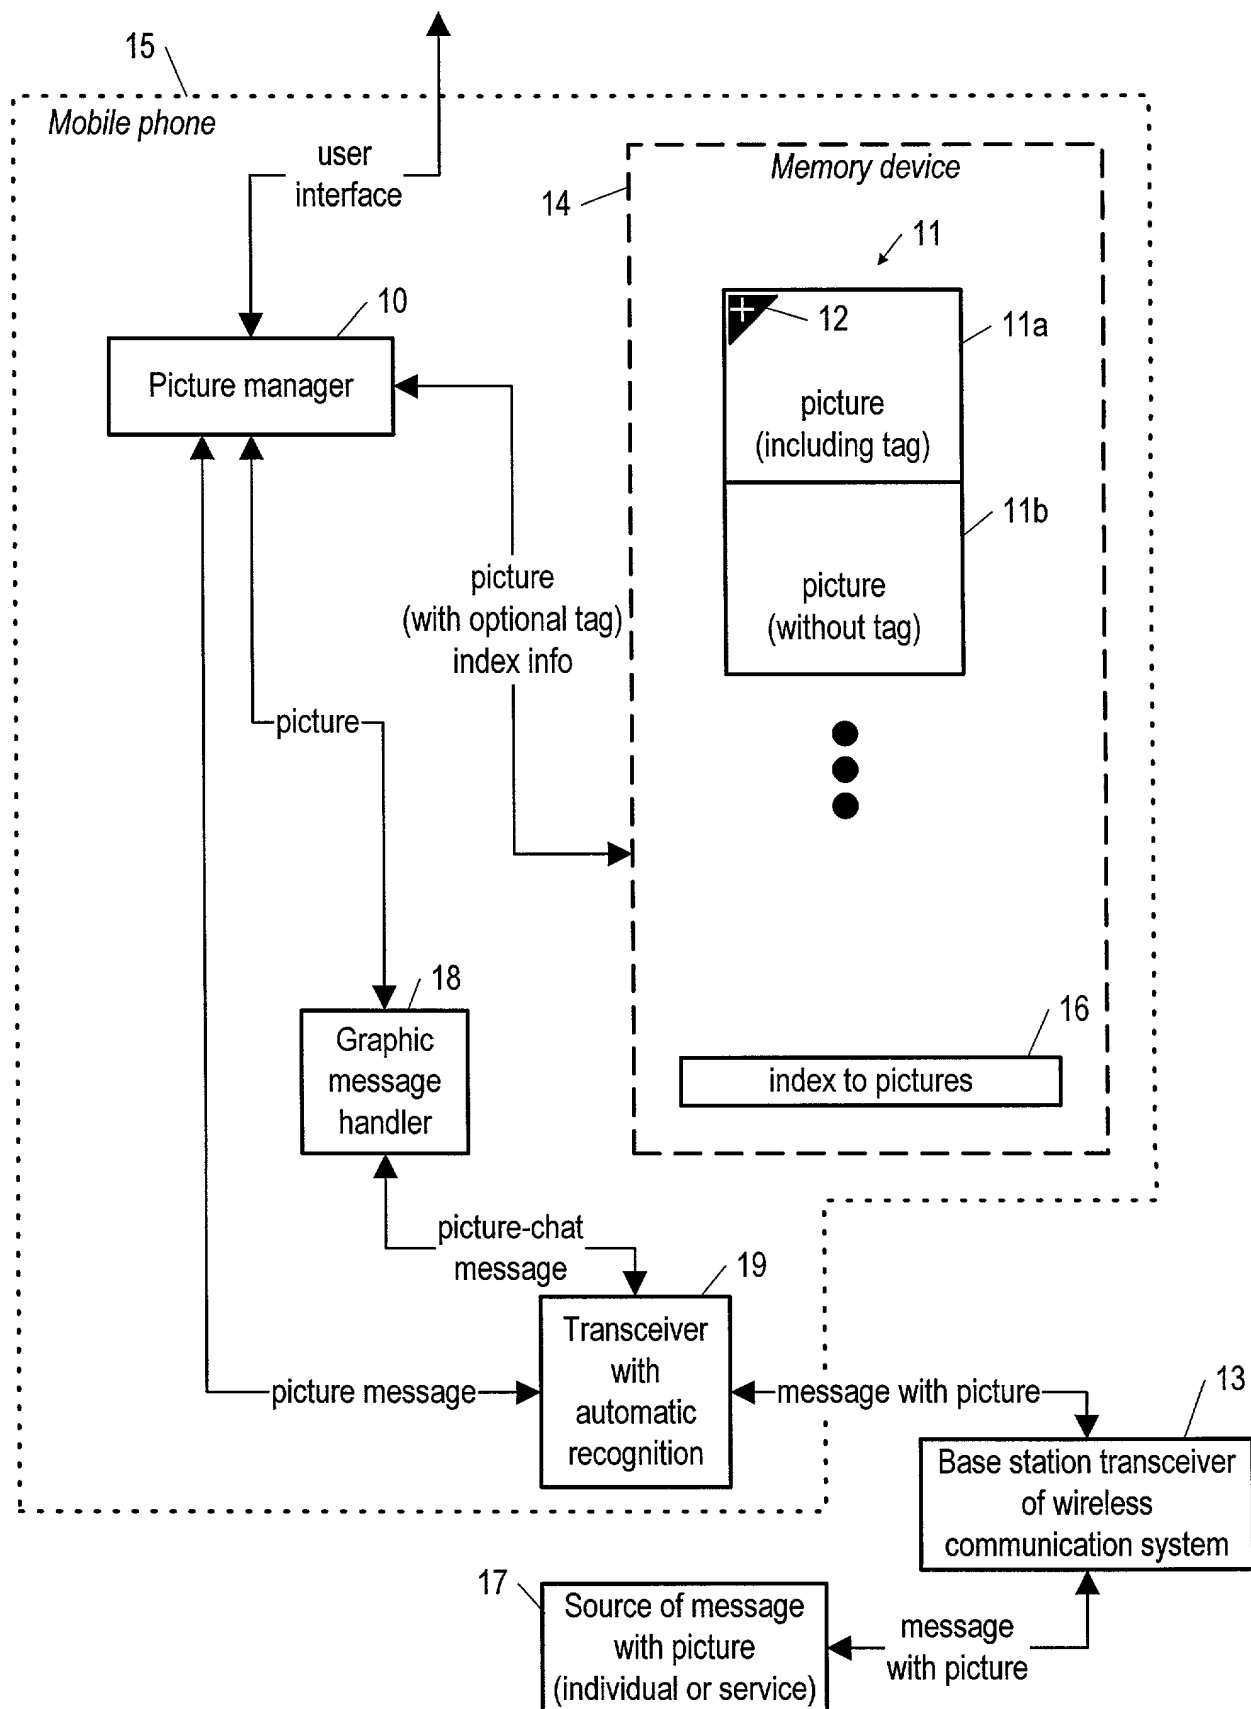 15
Mobile phone
user
interface
Memory device
14
11
10
12
11a
Picture manager
picture
(including tag)
11b
picture
(with optional tag)
index info
picture
(without tag)
picture
18
Graphic
message
handler
16
index to pictures
picture-chat
message
19
Transceiver
with
automatic
recognition
picture message
message with picture
13
Base station transceiver
of wireless
communication system
17
Source of message
with picture
(individual or service)
message
with picture